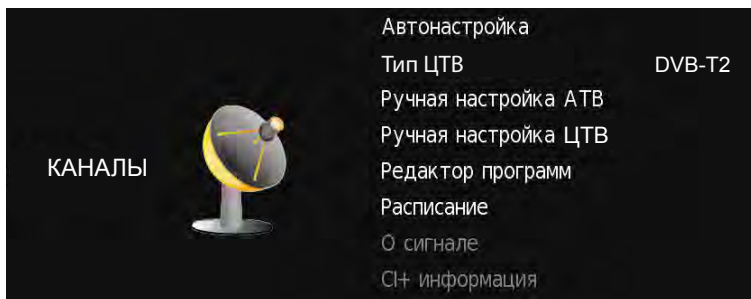 КАНАЛЫ
Автонастройка
Тип ЦТВ DVB-T2
Ручная настройка АТВ
Ручная настройка ЦТВ
Редактор программ
Расписание
О сигнале
CI+ информация